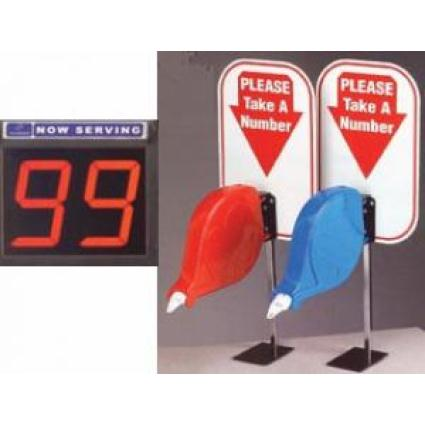 NOW SERVING
99
PLEASE
Take A
Number
PLEASE
Take A
Number